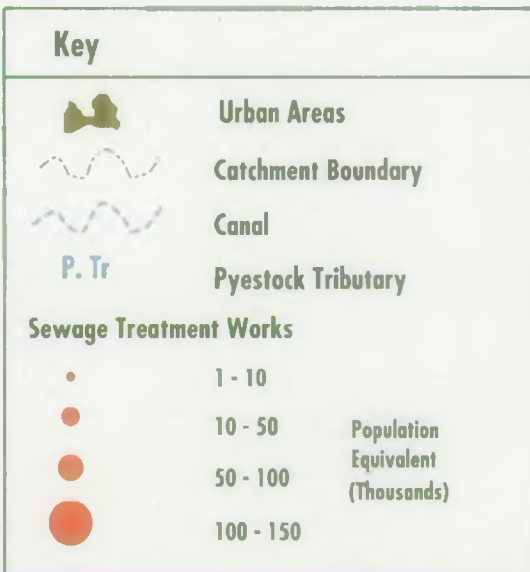 Key
Urban Areas
Catchment Boundary
Canal
P. Tr Pyestock Tributary
Sewage Treatment Works
1 - 10
10 - 50
50 - 100
100 - 150
Population
Equivalent
(Thousands)